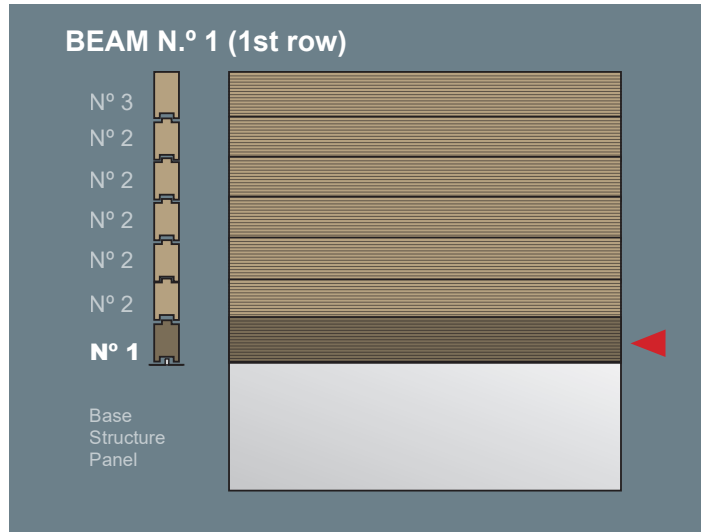 BEAM N.º 1 (1st row)
Nº 3
Nº 2
Nº 2
Nº 2
Nº 2
Nº 2
Nº 1
Base
Structure
Panel